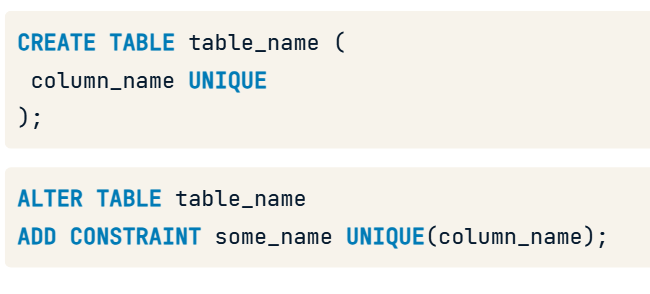 CREATE TABLE table_name (
 column_name UNIQUE
);
ALTER TABLE table_name
ADD CONSTRAINT some_name UNIQUE(column_name);